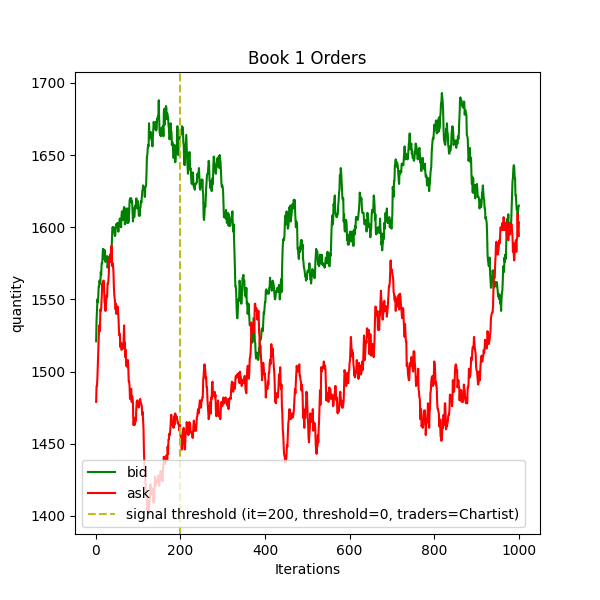 Book 1 Orders
1700
1650
1600
1550
1500
1450
1400
quantity
bid
ask
signal threshold (it=200, threshold=0, traders=Chartist)
0 200 400 600 800 1000
Iterations